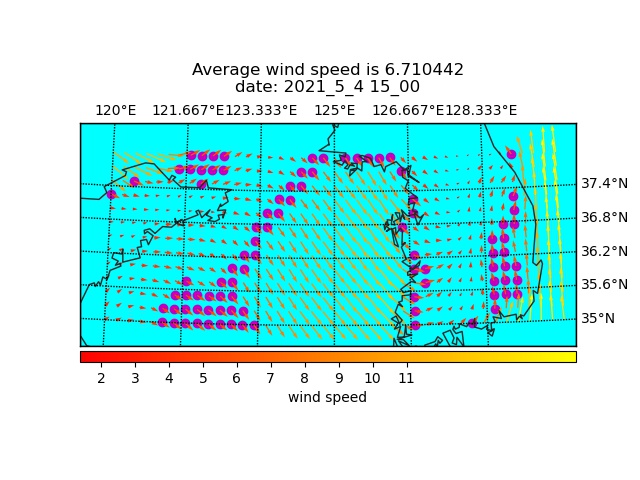 Average wind speed is 6.710442
date: 2021_5_4 15_00
120°E 121.667°E 123.333°E 125°E 126.667°E 128.333°E
37.4°N
36.8°N
36.2°N
35.6°N
35°N
2 3 4 5 6 7 8 9 10 11
wind speed